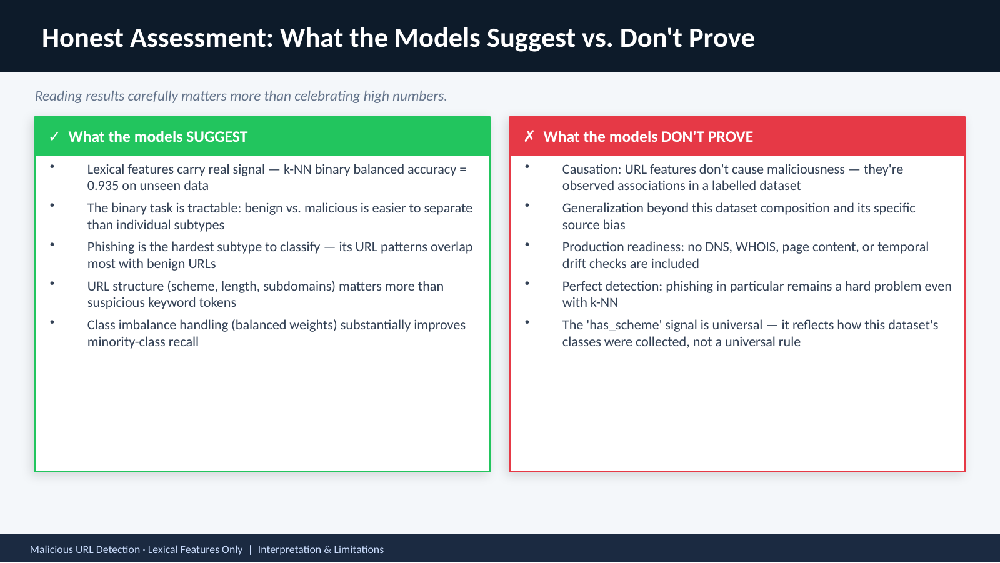 Honest Assessment: What the Models Suggest vs. Don't Prove
Reading results carefully matters more than celebrating high numbers.
✓ What the models SUGGEST
• Lexical features carry real signal — k-NN binary balanced accuracy =
0.935 on unseen data
• The binary task is tractable: benign vs. malicious is easier to separate
than individual subtypes
• Phishing is the hardest subtype to classify — its URL patterns overlap
most with benign URLs
• URL structure (scheme, length, subdomains) matters more than
suspicious keyword tokens
• Class imbalance handling (balanced weights) substantially improves
minority-class recall
✗ What the models DON'T PROVE
• Causation: URL features don't cause maliciousness — they're
observed associations in a labelled dataset
• Generalization beyond this dataset composition and its specific
source bias
• Production readiness: no DNS, WHOIS, page content, or temporal
drift checks are included
• Perfect detection: phishing in particular remains a hard problem even
with k-NN
• The 'has_scheme' signal is universal — it reflects how this dataset's
classes were collected, not a universal rule
Malicious URL Detection · Lexical Features Only | Interpretation & Limitations